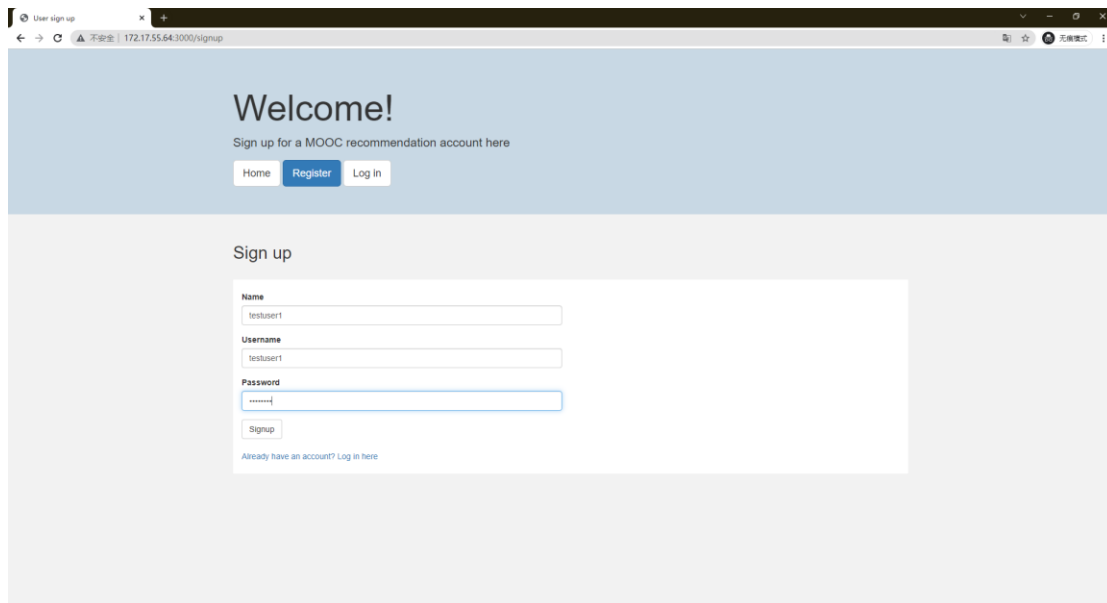 User sign up
不安全 | 172.17.55.64:3000/signup
无痕模式
Welcome!
Sign up for a MOOC recommendation account here
Home Register Log in
Sign up
Name
testuser1
Username
testuser1
Password
••••••••
Signup
Already have an account? Log in here